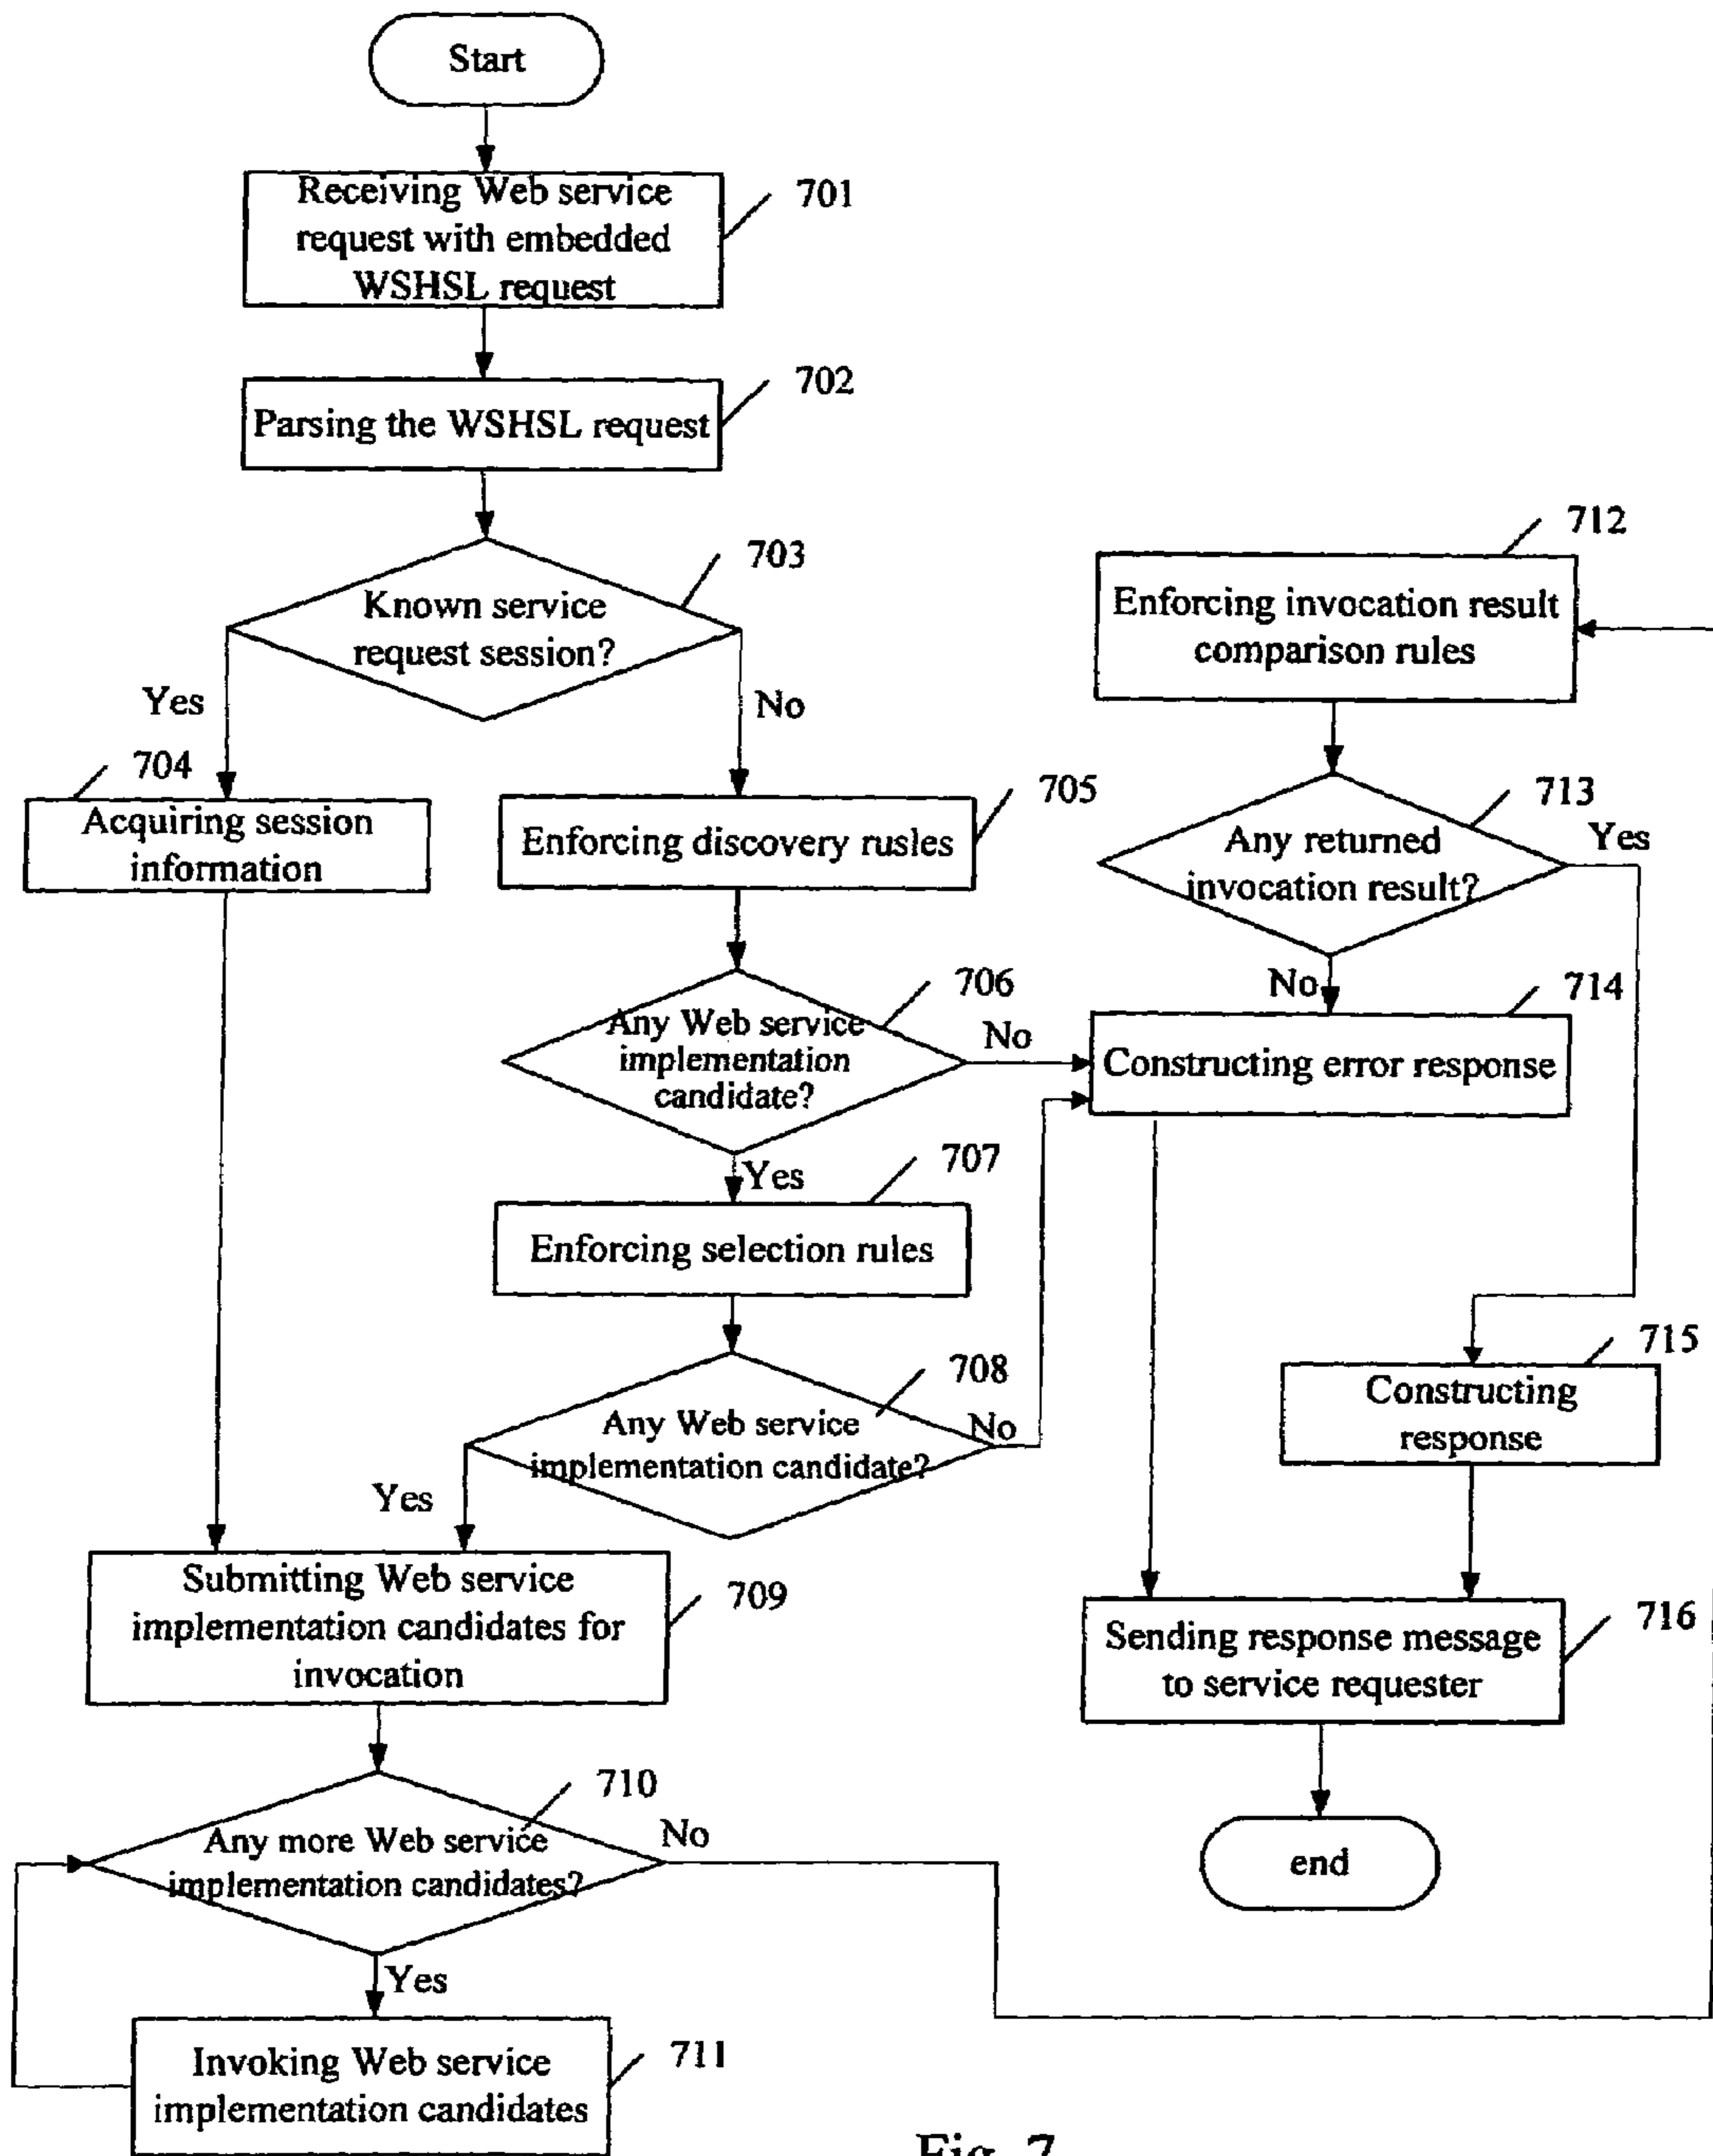 Start
Receiving Web service
request with embedded
WSHSL request
701
Parsing the WSHSL request
702
Known service
request session?
703
Yes
No
704
Acquiring session
information
Enforcing discovery rusles
705
Any Web service
implementation
candidate?
706
No
Yes
707
Enforcing selection rules
Any Web service
implementation candidate?
708
No
Yes
Submitting Web service
implementation candidates for
invocation
709
Any more Web service
implementation candidates?
710
No
Yes
Invoking Web service
implementation candidates
711
712
Enforcing invocation result
comparison rules
713
Any returned
invocation result?
Yes
No
714
Constructing error response
715
Constructing
response
716
Sending response message
to service requester
end
Fig. 7